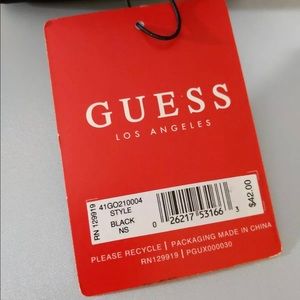 GUESS
LOS ANGELES
RN 129919
41GO210004
STYLE
BLACK
NS
0 26217 53166 3
$42.00
PLEASE RECYCLE | PACKAGING MADE IN CHINA
RN129919 | PGUX000030